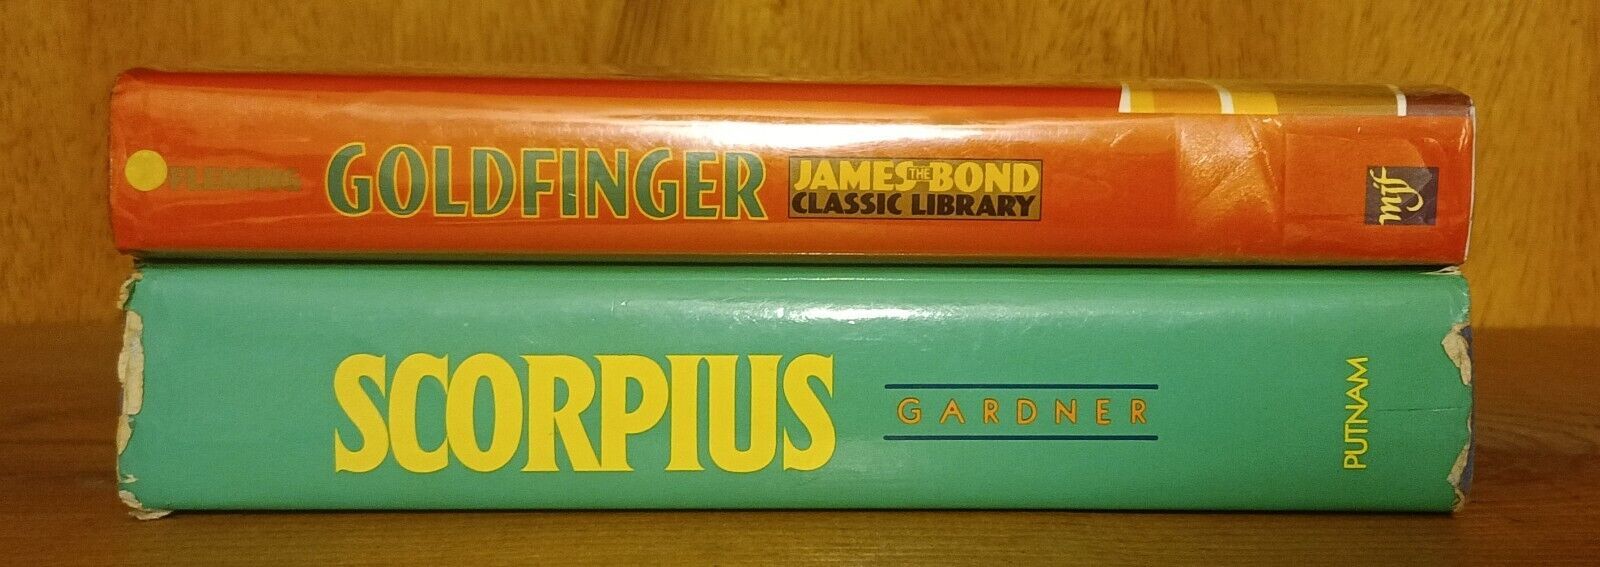 FLEMING GOLDFINGER
JAMES THE BOND
CLASSIC LIBRARY
mjf
SCORPIUS GARDNER PUTNAM